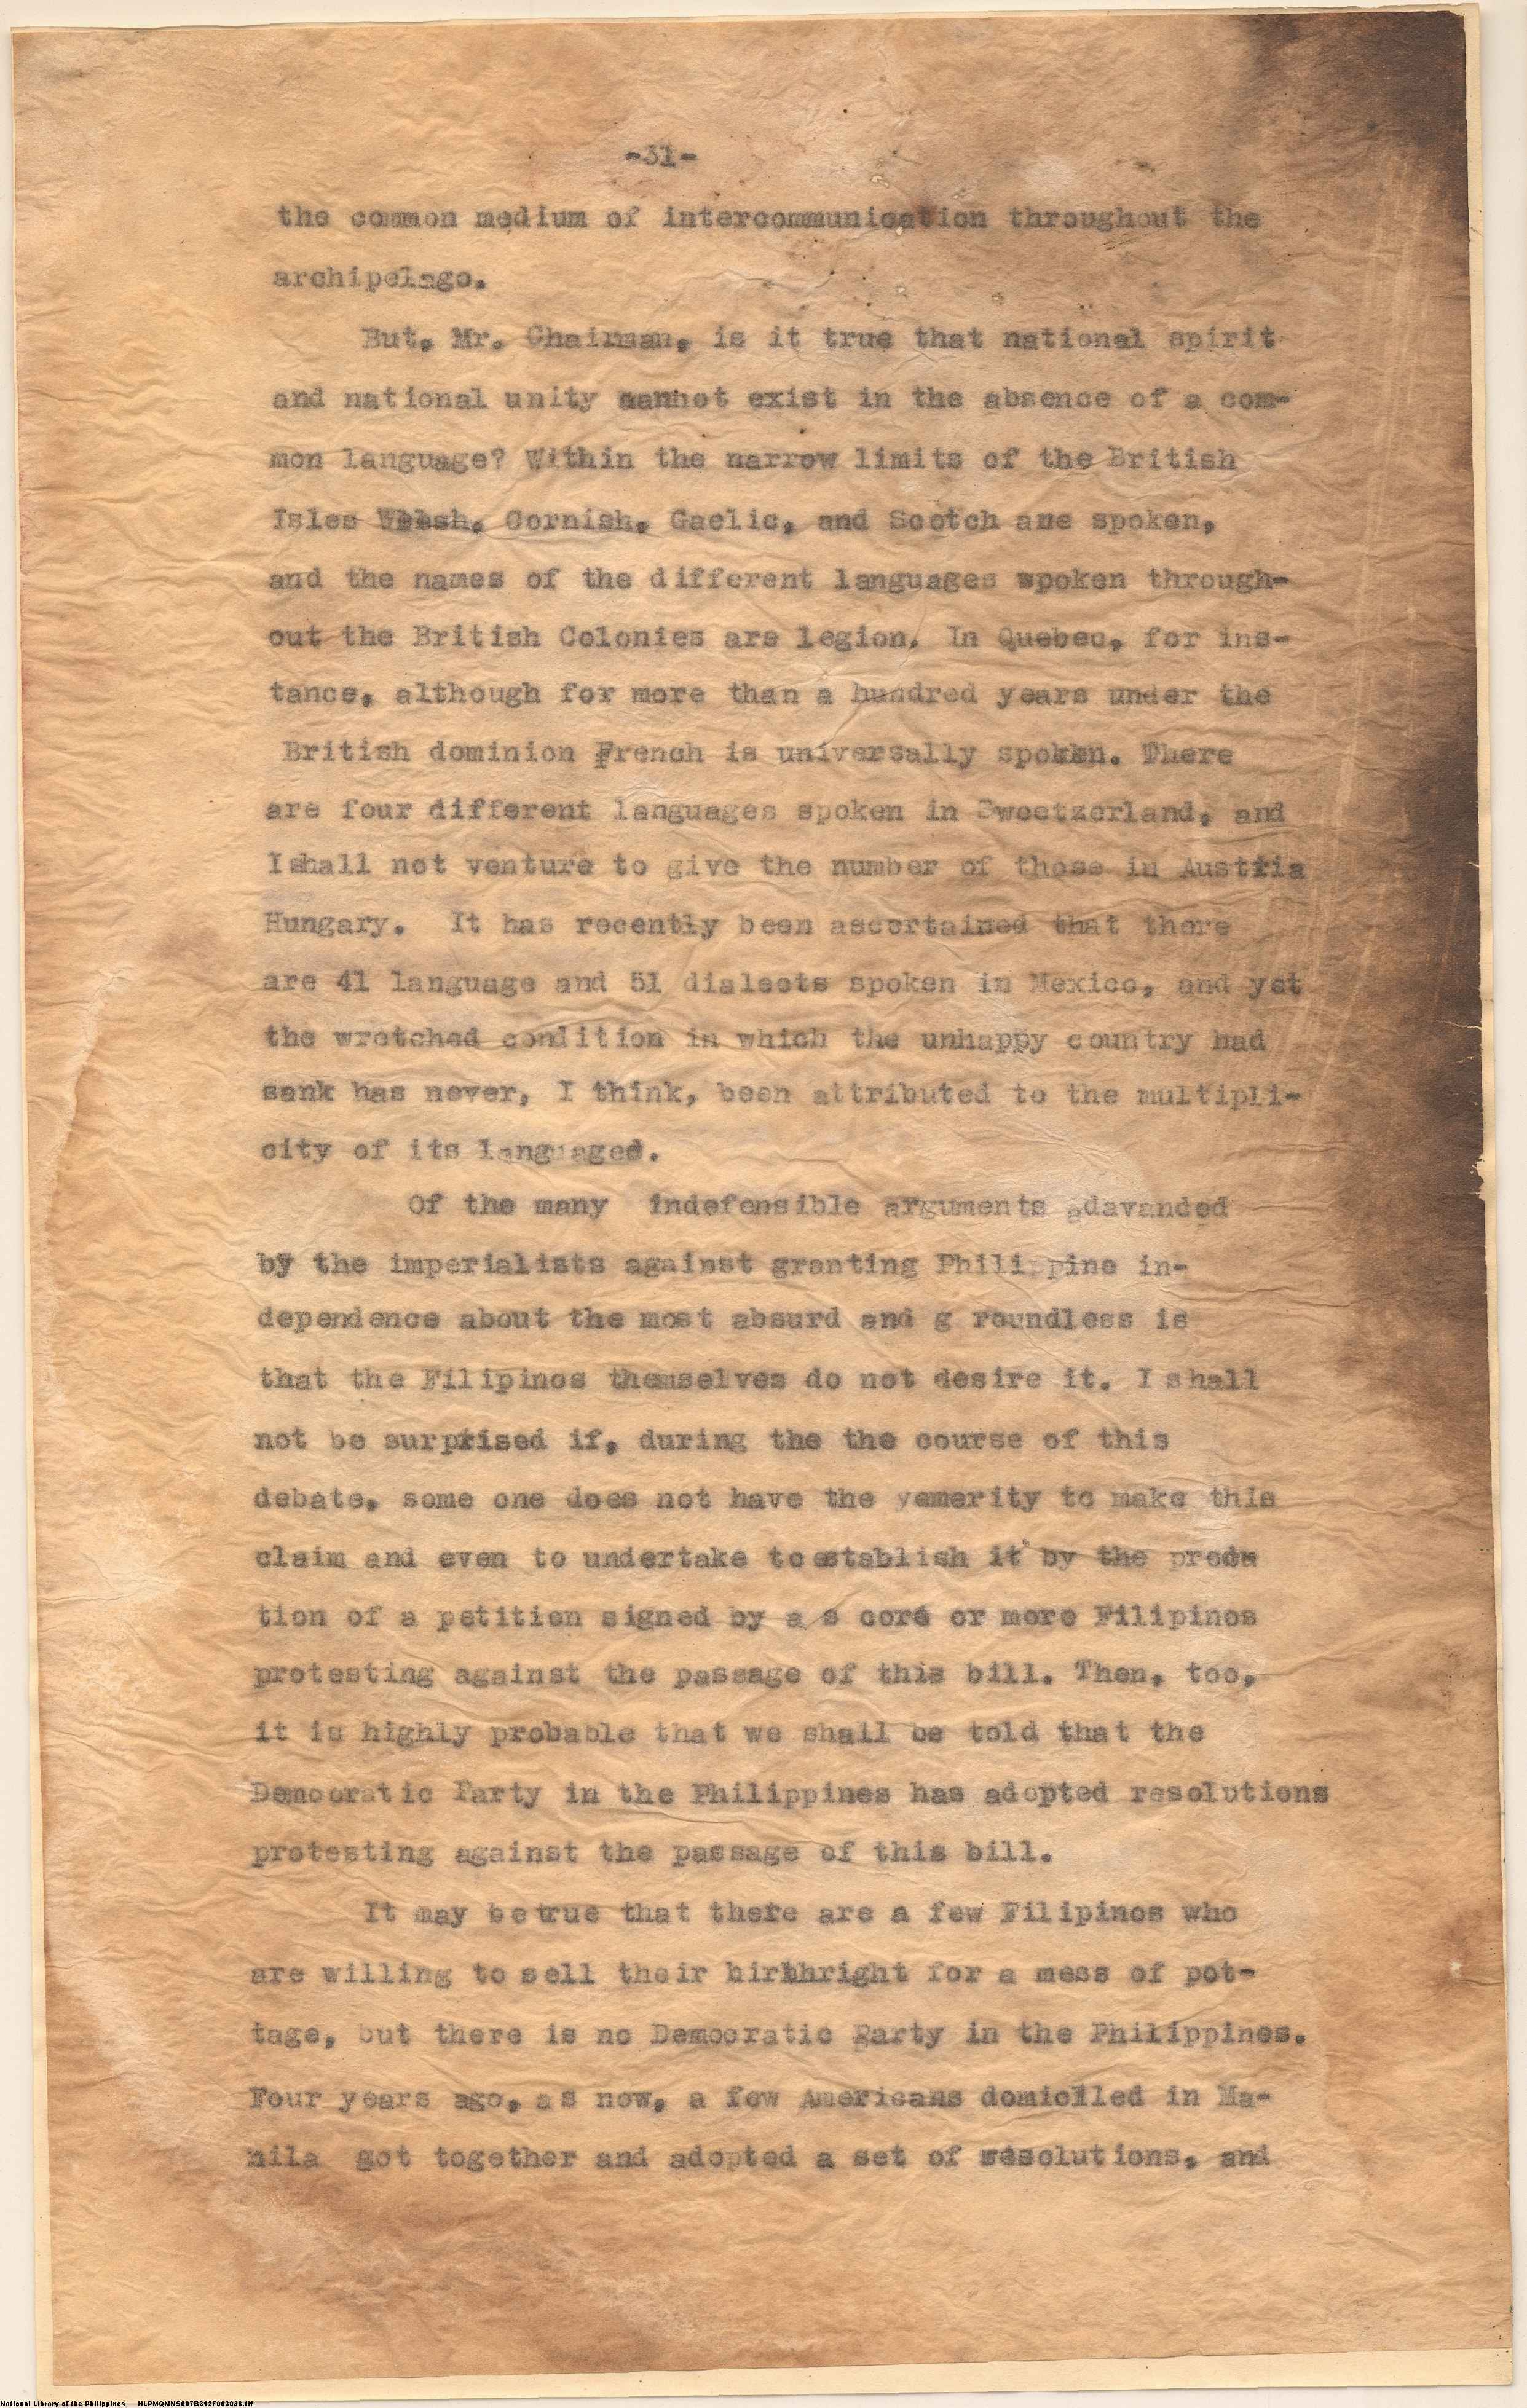 -31-
the common medium of intercommunication throughout the
archipelago.
But, Mr. Chairman, is it true that national spirit
and national unity cannot exist in the absence of a com-
mon language? Within the narrow limits of the British
Isles Welsh, Cornish, Gaelic, and Scotch are spoken,
and the names of the different languages spoken through-
out the British Colonies are legion. In Quebec, for ins-
tance, although for more than a hundred years under the
British dominion French is universally spoken. There
are four different languages spoken in Sweetzerland, and
I shall not venture to give the number of those in Austria
Hungary. It has recently been ascertained that there
are 41 language and 51 dialects spoken in Mexico, and yet
the wretched condition in which the unhappy country had
sank has never, I think, been attributed to the multipli-
city of its languaged.
Of the many indefensible arguments adavanded
by the imperialists against granting Philippine in-
dependence about the most absurd and g roundless is
that the Filipinos themselves do not desire it. I shall
not be surprised if, during the the course of this
debate, some one does not have the yemerity to make this
claim and even to undertake to establish it by the produ
tion of a petition signed by a s core or more Filipinos
protesting against the passage of this bill. Then, too,
it is highly probable that we shall be told that the
Democratic Party in the Philippines has adopted resolutions
protesting against the passage of this bill.
It may be true that there are a few Filipinos who
are willing to sell their birthright for a mess of pot-
tage, but there is no Democratic Party in the Philippines.
Four years ago, as now, a few Americans domiciled in Ma-
nila got together and adopted a set of resolutions, and
National Library of the Philippines NLPMQMNS007B312F003038.tif